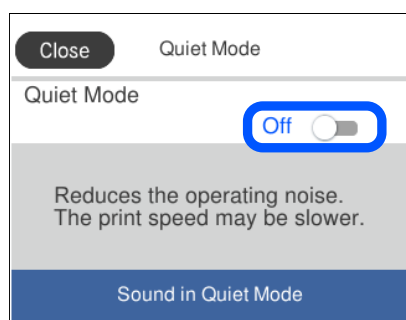 Close Quiet Mode
Quiet Mode
Off
Reduces the operating noise.
The print speed may be slower.
Sound in Quiet Mode